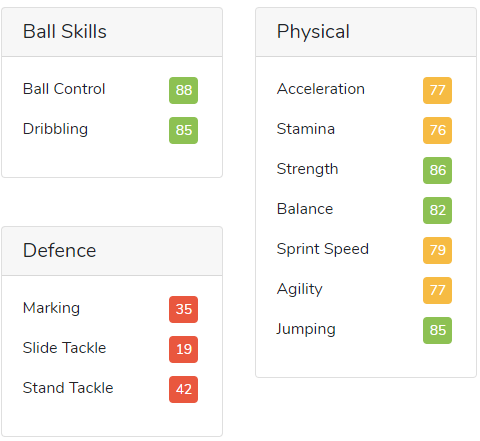 Ball Skills
Ball Control 88
Dribbling 85
Defence
Marking 35
Slide Tackle 19
Stand Tackle 42
Physical
Acceleration 77
Stamina 76
Strength 86
Balance 82
Sprint Speed 79
Agility 77
Jumping 85